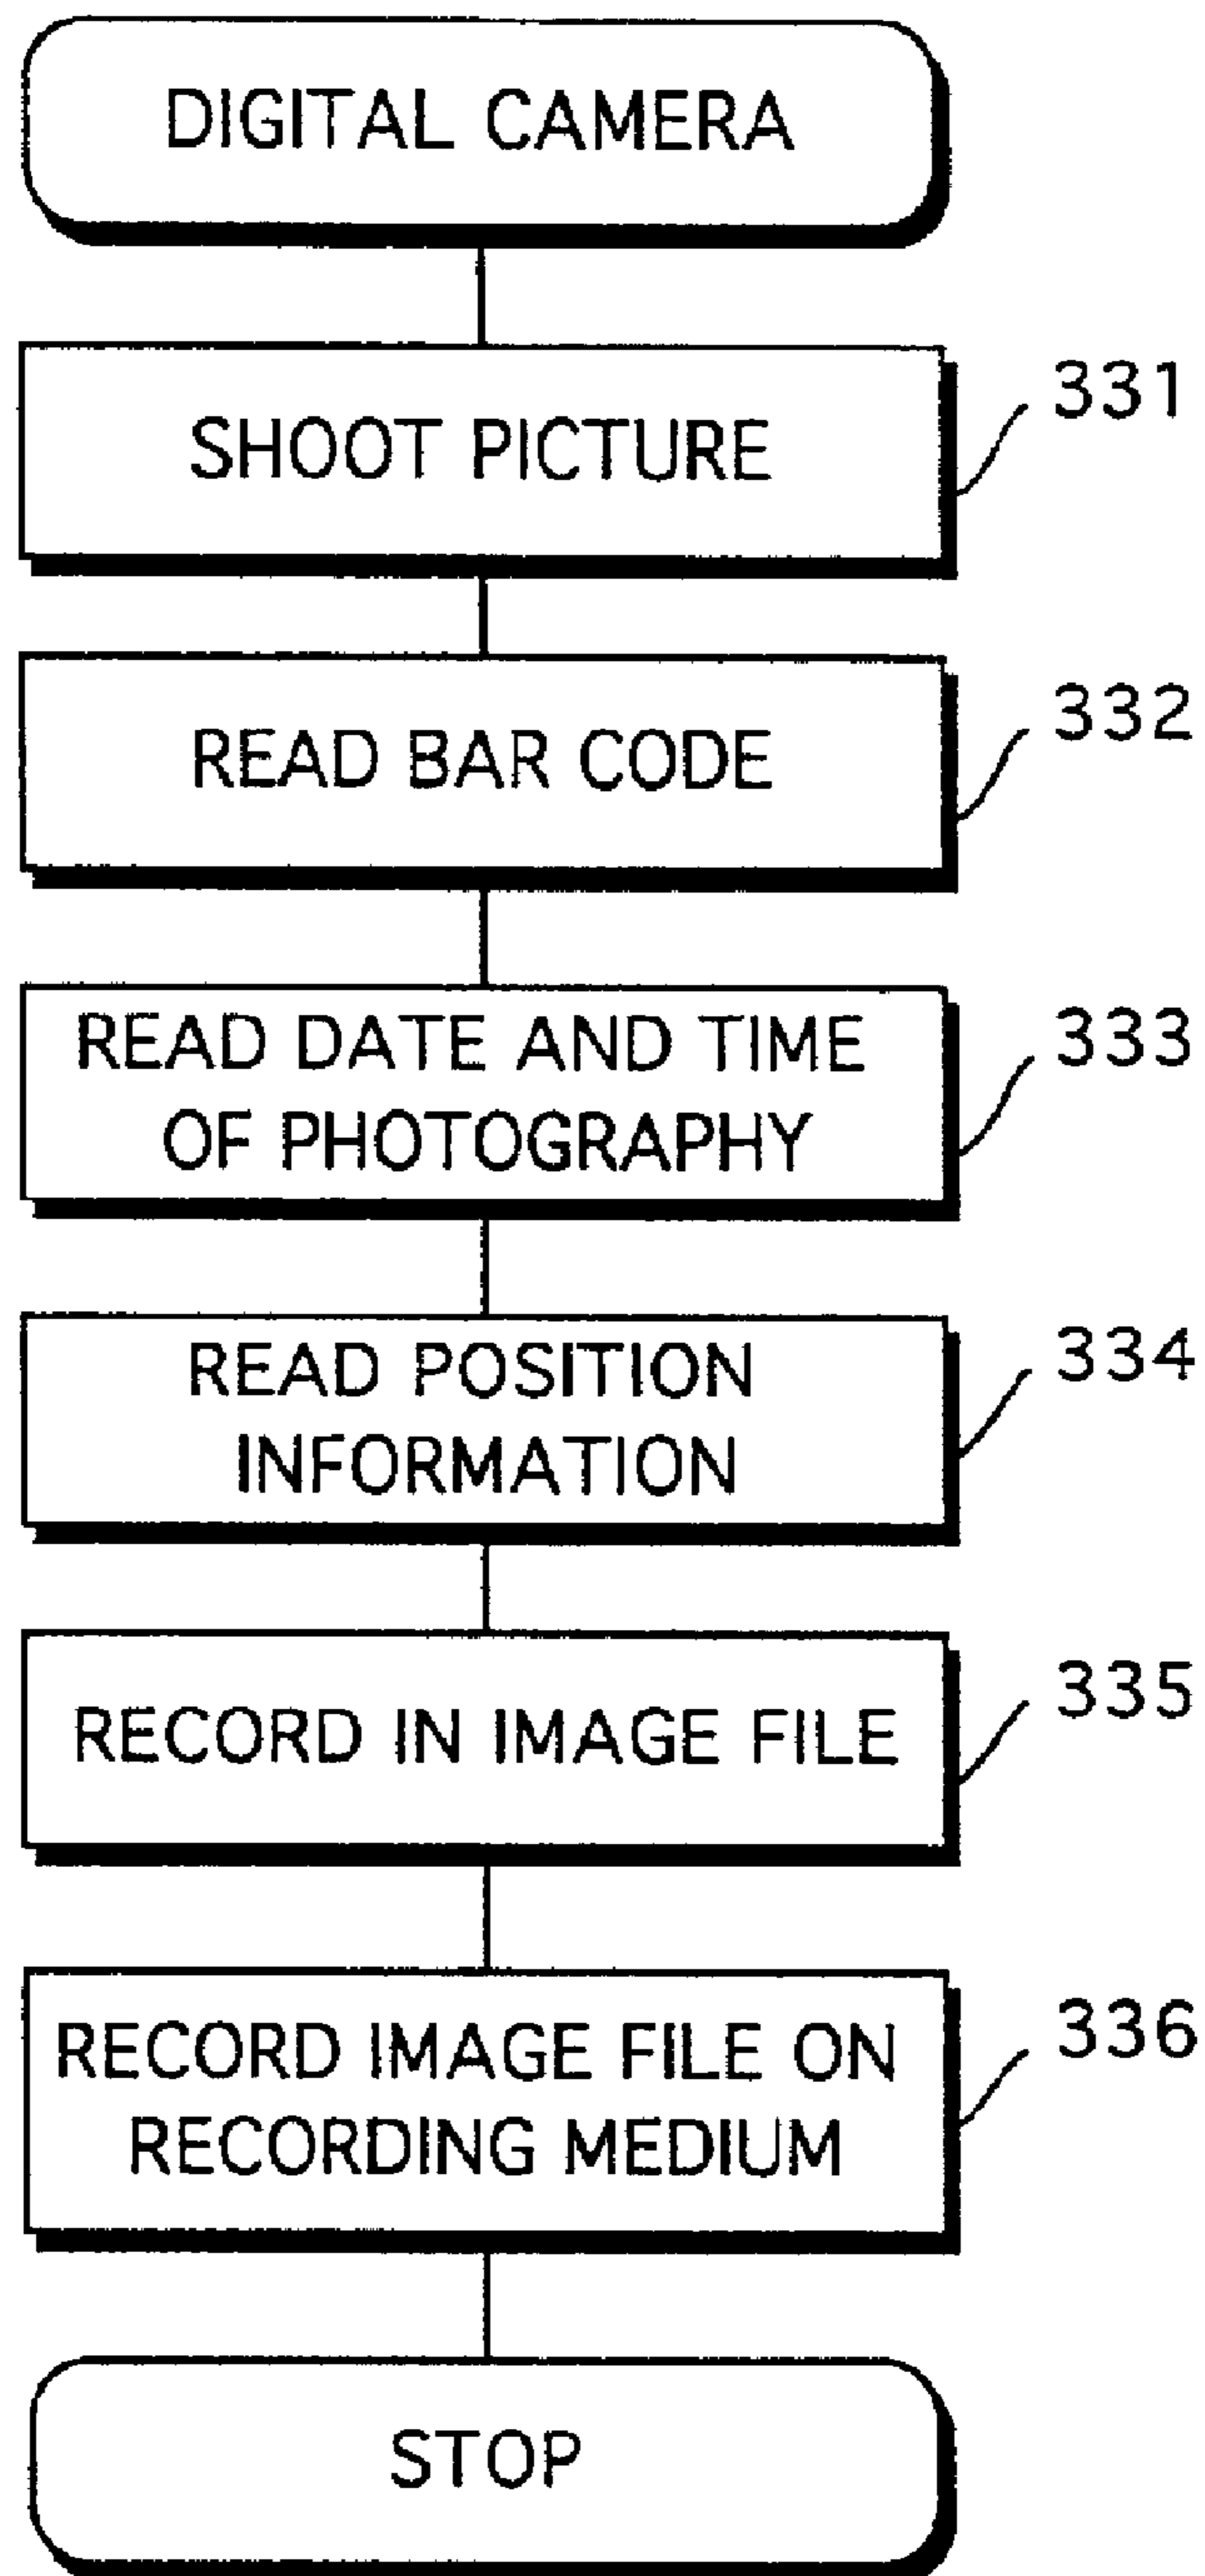 DIGITAL CAMERA
SHOOT PICTURE
331
READ BAR CODE
332
READ DATE AND TIME
OF PHOTOGRAPHY
333
READ POSITION
INFORMATION
334
RECORD IN IMAGE FILE
335
RECORD IMAGE FILE ON
RECORDING MEDIUM
336
STOP